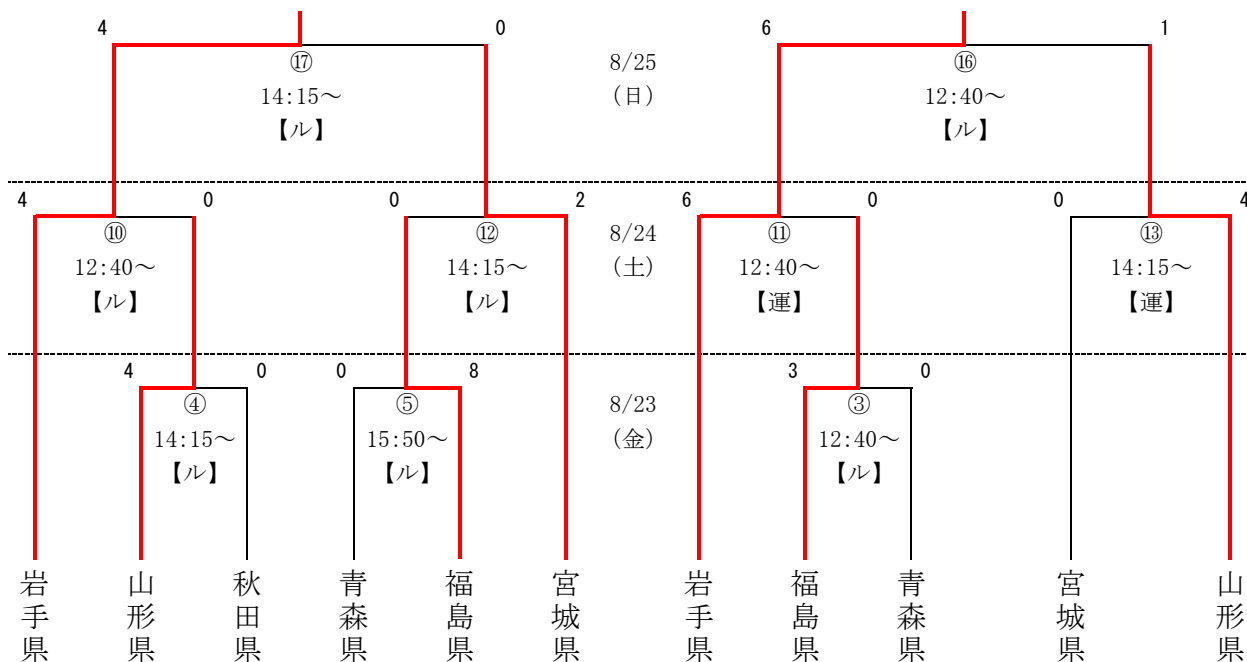 4 0 6 1
⑰ 8/25 ⑯
14:15～ (日) 12:40～
【ル】 【ル】
4 0 0 2 6 0 0 4
⑩ ⑫ 8/24 ⑪ ⑬
12:40～ 14:15～ (土) 12:40～ 14:15～
【ル】 【ル】 【運】 【運】
4 0 0 8 3 0
④ ⑤ 8/23 ③
14:15～ 15:50～ (金) 12:40～
【ル】 【ル】 【ル】
岩手県
山形県
秋田県
青森県
福島県
宮城県
岩手県
福島県
青森県
宮城県
山形県